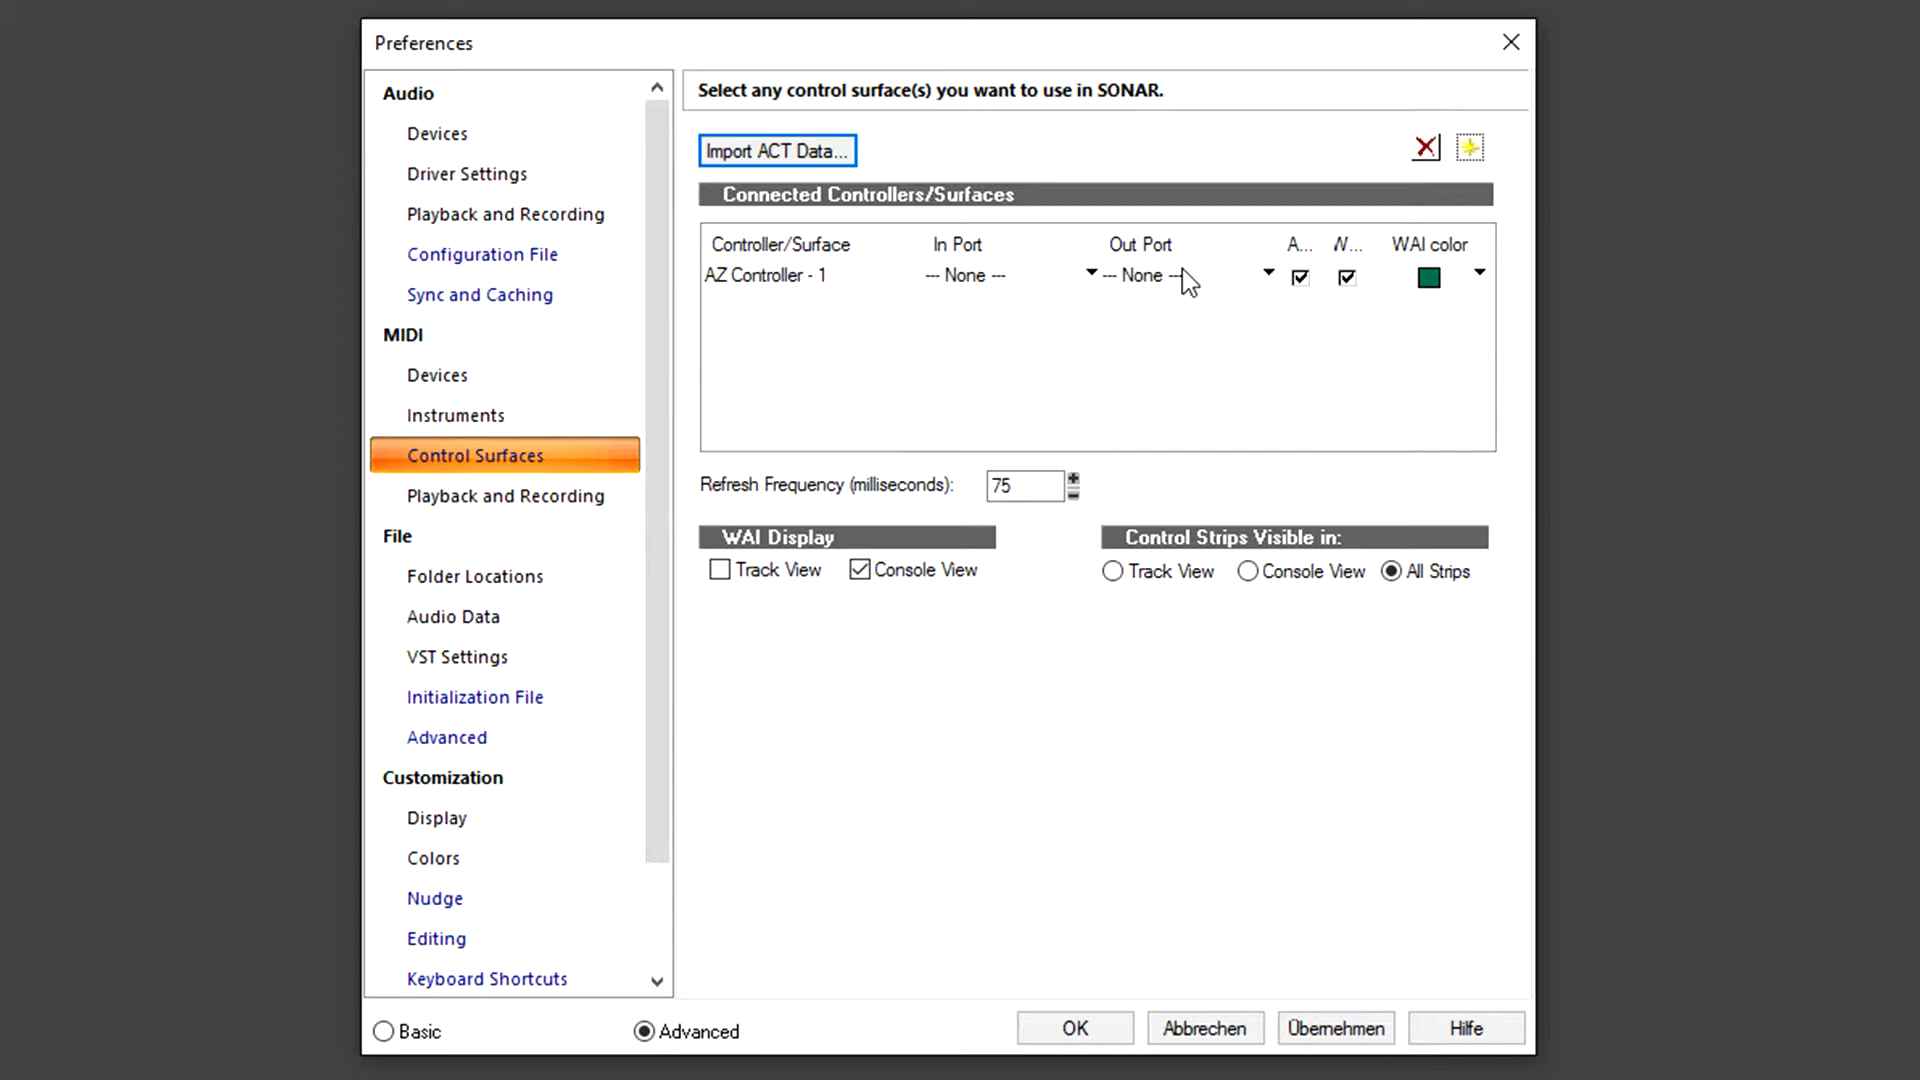 Preferences
Audio
Devices
Driver Settings
Playback and Recording
Configuration File
Sync and Caching
MIDI
Devices
Instruments
Control Surfaces
Playback and Recording
File
Folder Locations
Audio Data
VST Settings
Initialization File
Advanced
Customization
Display
Colors
Nudge
Editing
Keyboard Shortcuts
Basic
Advanced
Select any control surface(s) you want to use in SONAR.
Import ACT Data...
Connected Controllers/Surfaces
Controller/Surface In Port Out Port A... W... WAI color
AZ Controller - 1 --- None --- --- None ---
Refresh Frequency (milliseconds): 75
WAI Display
Track View Console View
Control Strips Visible in:
Track View Console View All Strips
OK Abbrechen Übernehmen Hilfe